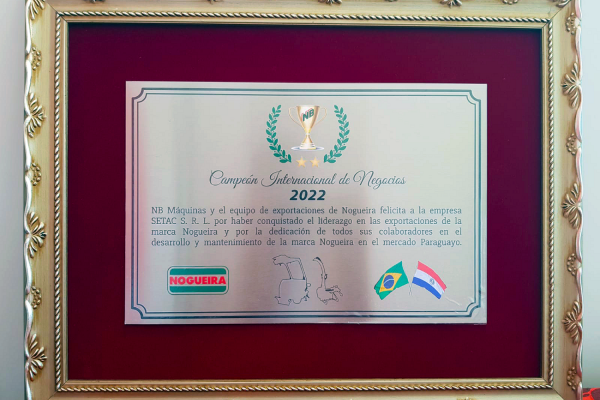 NB
Campeón Internacional de Negocios
2022
NB Máquinas y el equipo de exportaciones de Nogueira felicita a la empresa
SETAC S. R. L. por haber conquistado el liderazgo en las exportaciones de la
marca Nogueira y por la dedicación de todos sus colaboradores en el
desarrollo y mantenimiento de la marca Nogueira en el mercado Paraguayo.
NOGUEIRA